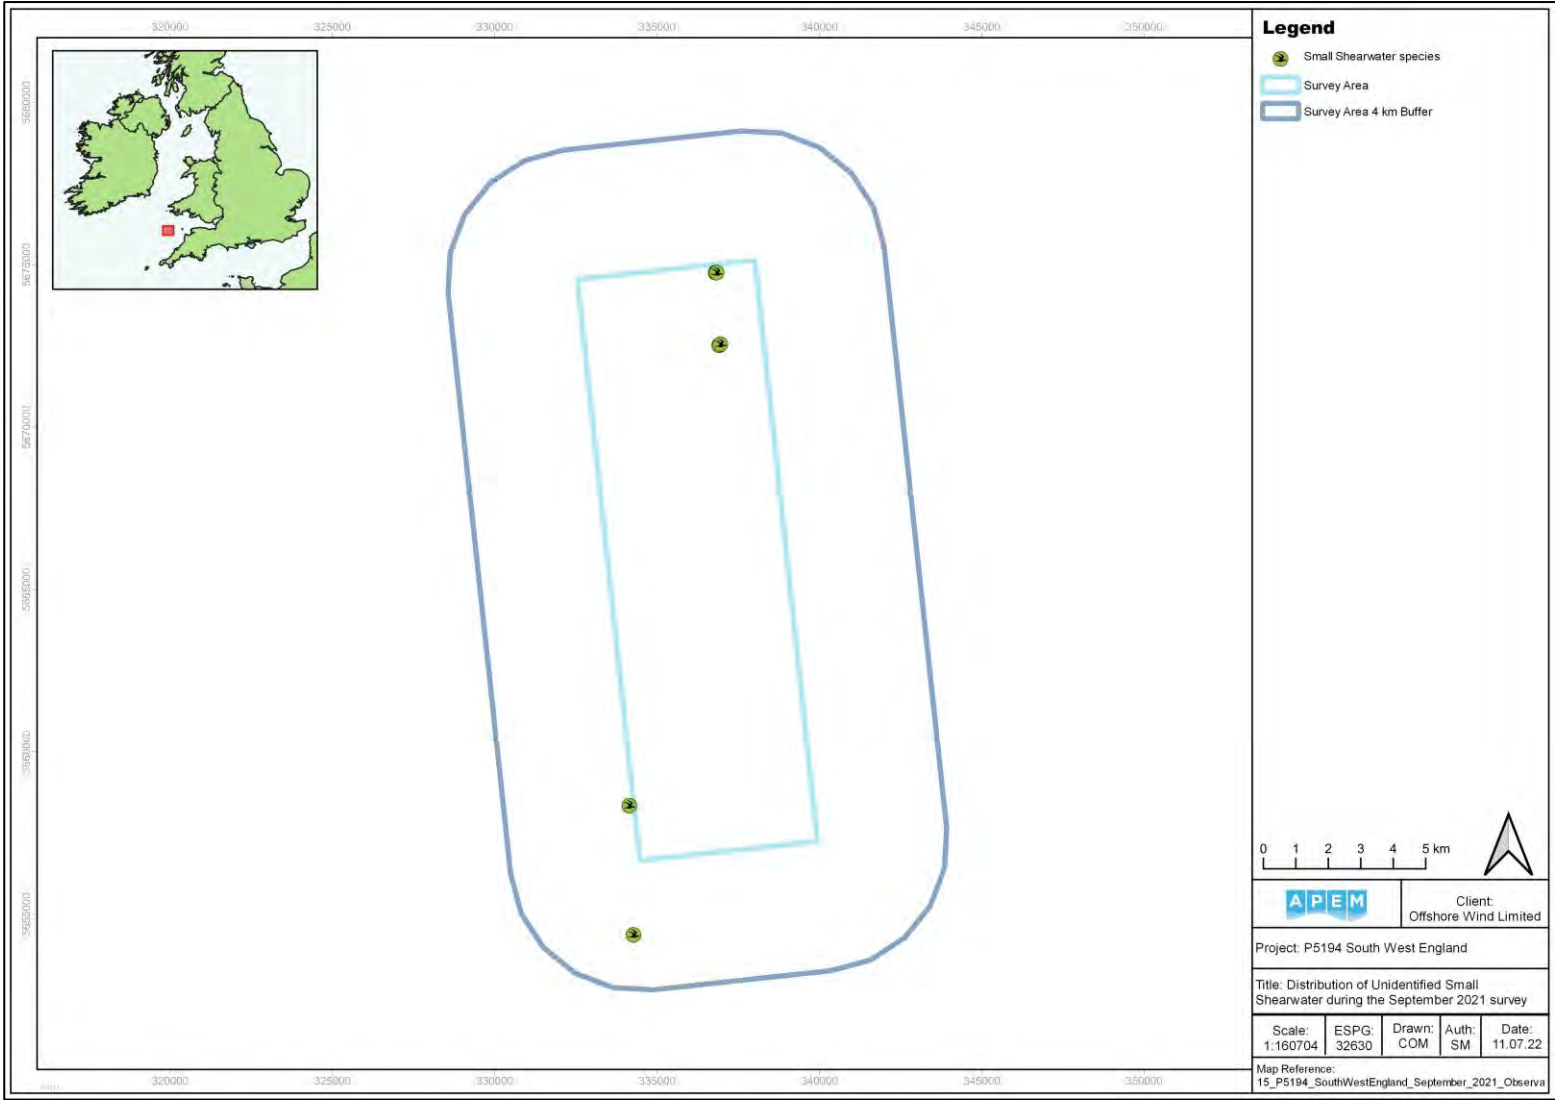 320000 325000 330000 335000 340000 345000 350000
5680000
5675000
5670000
5665000
5660000
5655000
320000 325000 330000 335000 340000 345000 350000
Legend
Small Shearwater species
Survey Area
Survey Area 4 km Buffer
0 1 2 3 4 5 km
APEM
Client:
Offshore Wind Limited
Project: P5194 South West England
Title: Distribution of Unidentified Small
Shearwater during the September 2021 survey
Scale:
1:160704
ESPG:
32630
Drawn:
COM
Auth:
SM
Date:
11.07.22
Map Reference:
15_P5194_SouthWestEngland_September_2021_Observa